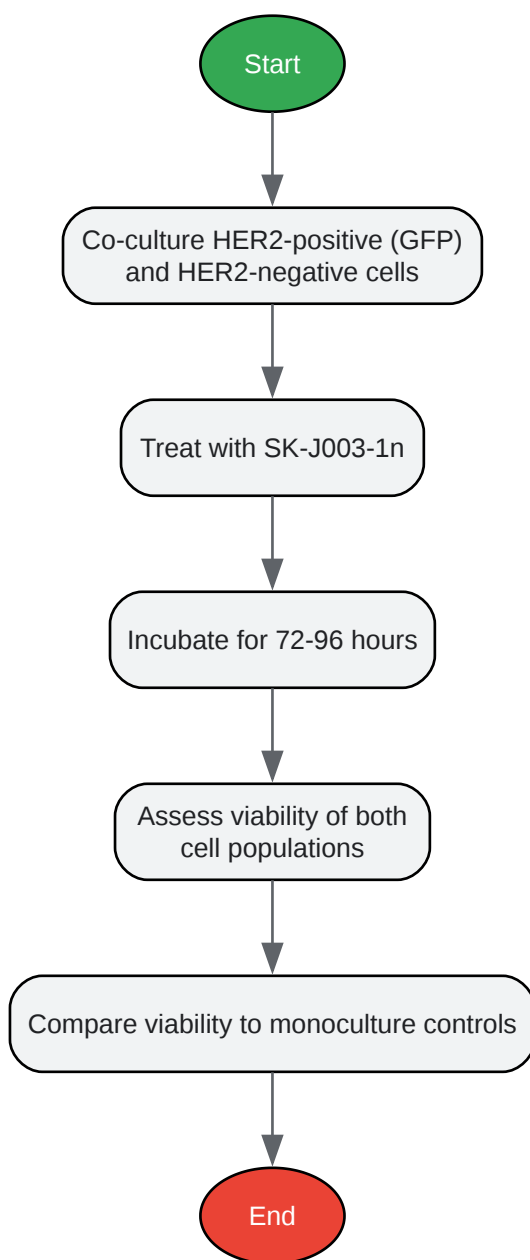 Start
Co-culture HER2-positive (GFP)
and HER2-negative cells
Treat with SK-J003-1n
Incubate for 72-96 hours
Assess viability of both
cell populations
Compare viability to monoculture controls
End